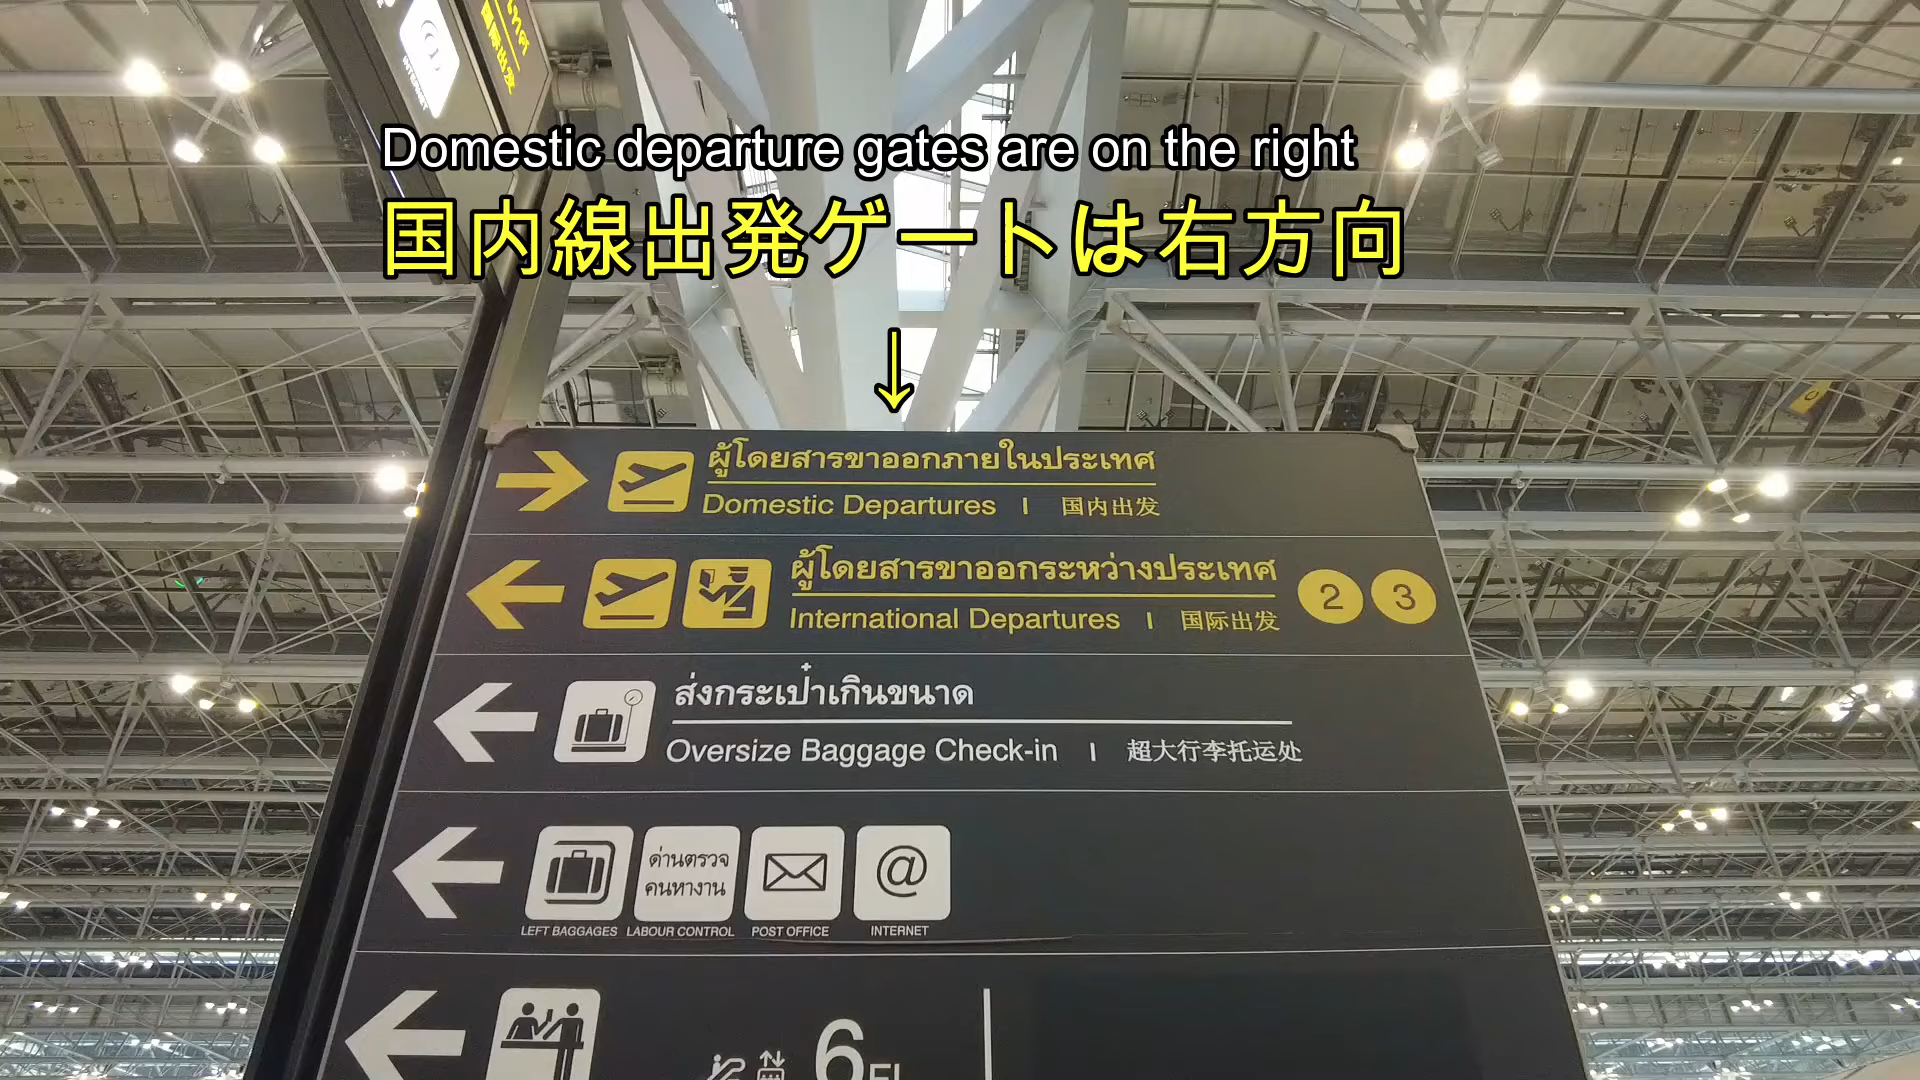 INTERNET
国际出发
Domestic departure gates are on the right
国内線出発ゲートは右方向
↓
ผู้โดยสารขาออกภายในประเทศ
Domestic Departures | 国内出发
ผู้โดยสารขาออกระหว่างประเทศ
International Departures | 国际出发
2 3
ส่งกระเป๋าเกินขนาด
Oversize Baggage Check-in | 超大行李托运处
ด่านตรวจ
คนหางาน
@
LEFT BAGGAGES LABOUR CONTROL POST OFFICE INTERNET
6 FL